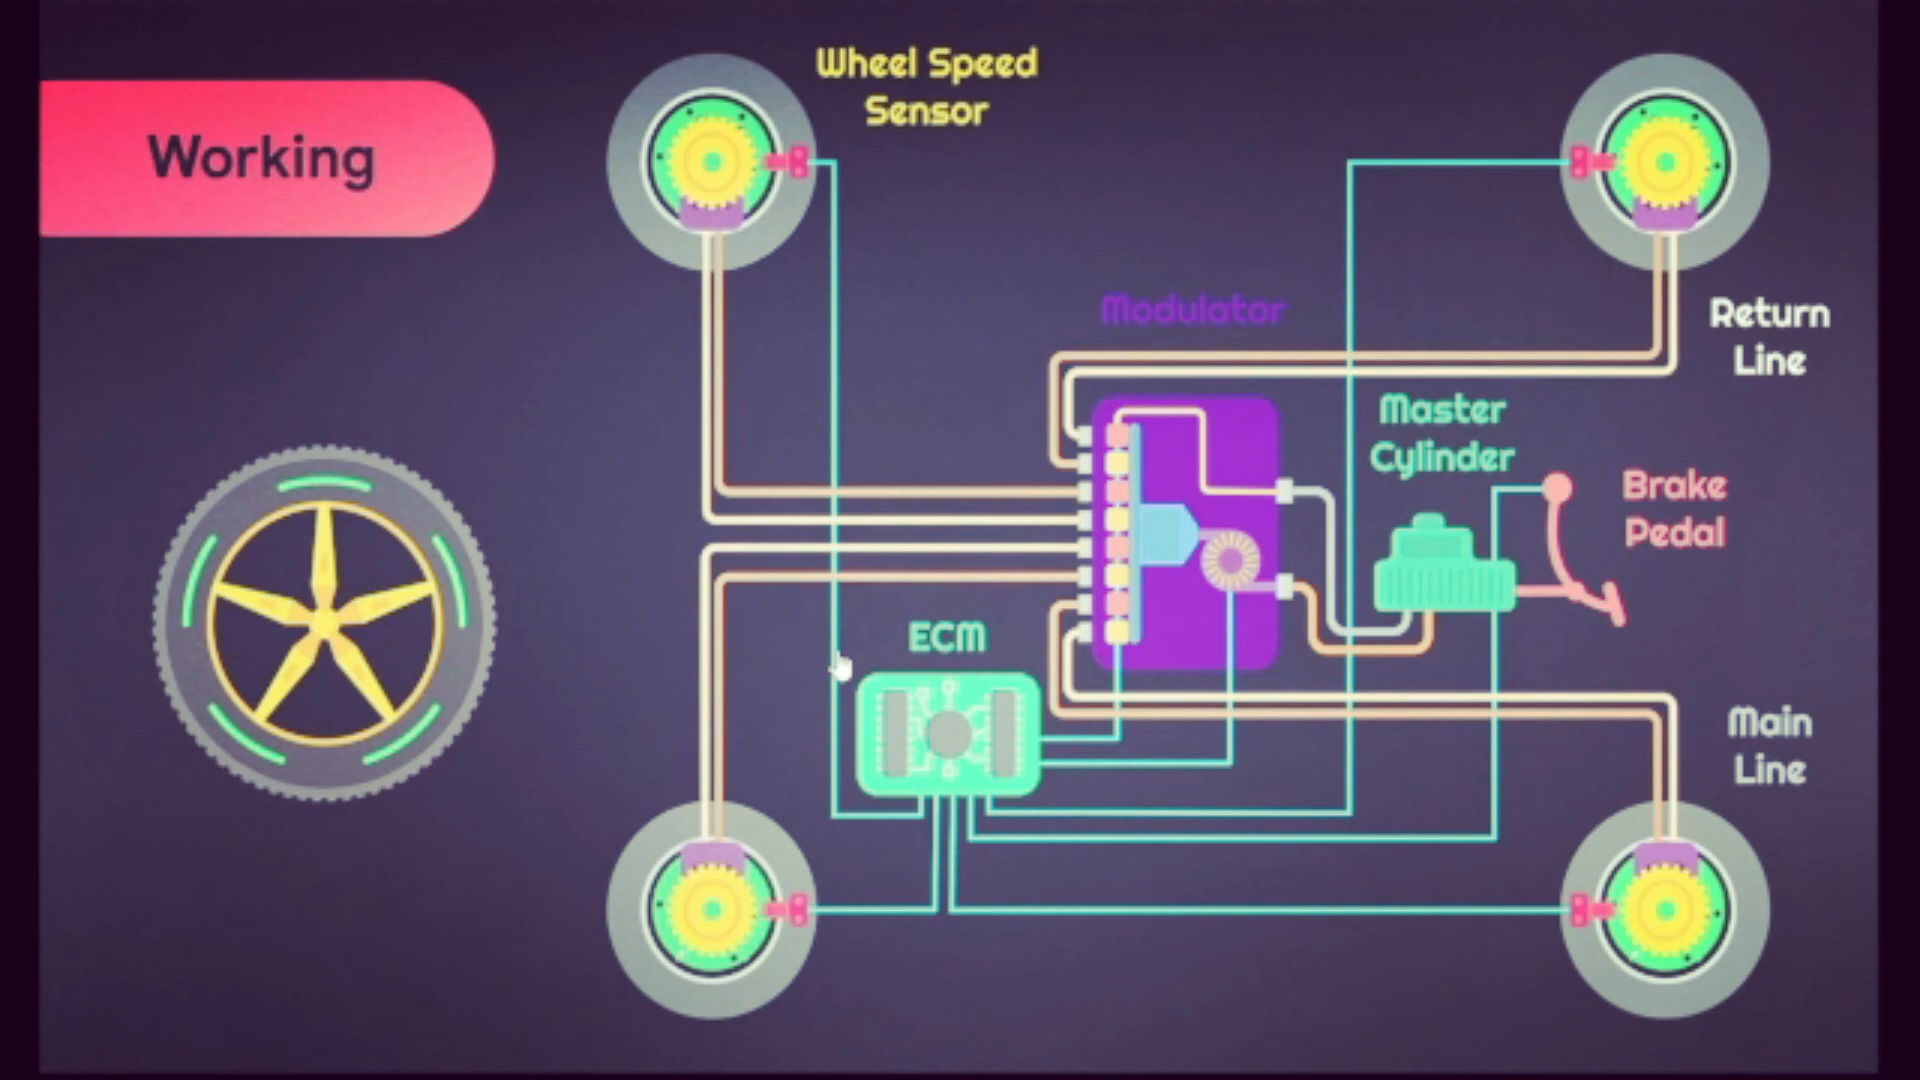 Wheel Speed
Sensor
Working
Modulator
Return
Line
Master
Cylinder
Brake
Pedal
ECM
Main
Line